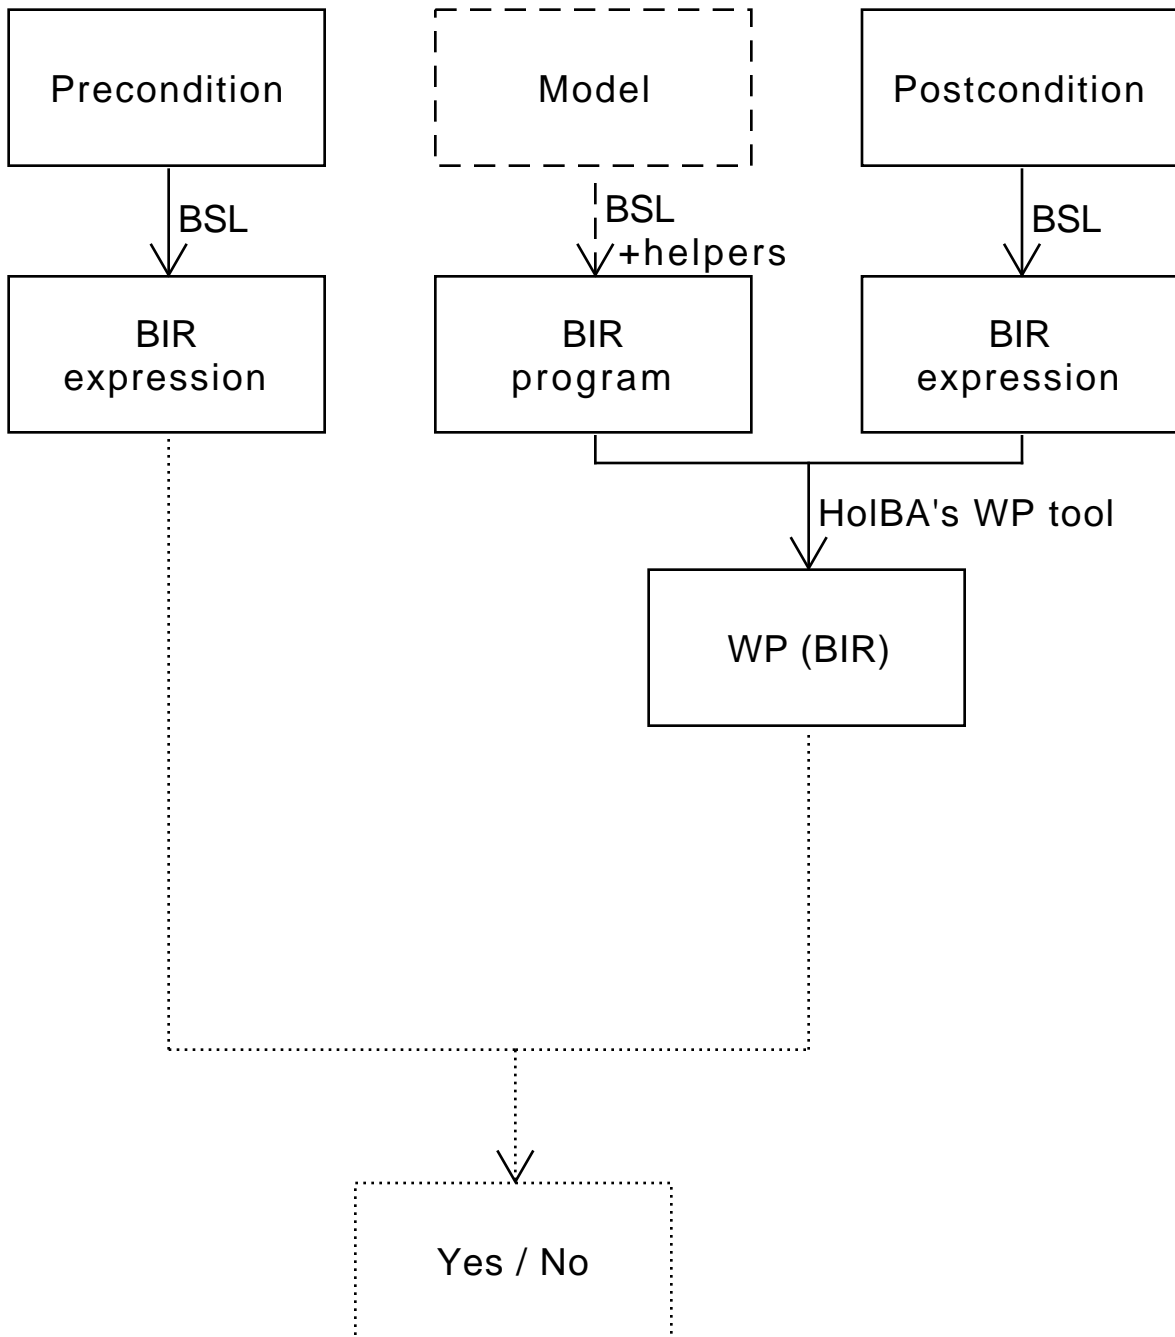 Precondition
Model
Postcondition
BSL
BSL
+helpers
BSL
BIR
expression
BIR
program
BIR
expression
HolBA's WP tool
WP (BIR)
Yes / No